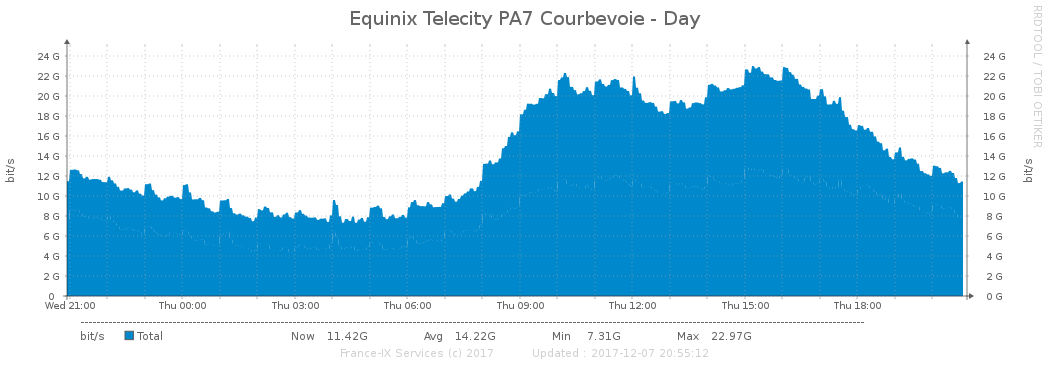 Equinix Telecity PA7 Courbevoie - Day
RRDTOOL / TOBI OETIKER
bit/s
24 G 24 G
22 G 22 G
20 G 20 G
18 G 18 G
16 G 16 G
14 G 14 G
12 G 12 G
10 G 10 G
8 G 8 G
6 G 6 G
4 G 4 G
2 G 2 G
0 0 G
bit/s
Wed 21:00 Thu 00:00 Thu 03:00 Thu 06:00 Thu 09:00 Thu 12:00 Thu 15:00 Thu 18:00
bit/s Total Now 11.42G Avg 14.22G Min 7.31G Max 22.97G
France-IX Services (c) 2017 Updated : 2017-12-07 20:55:12